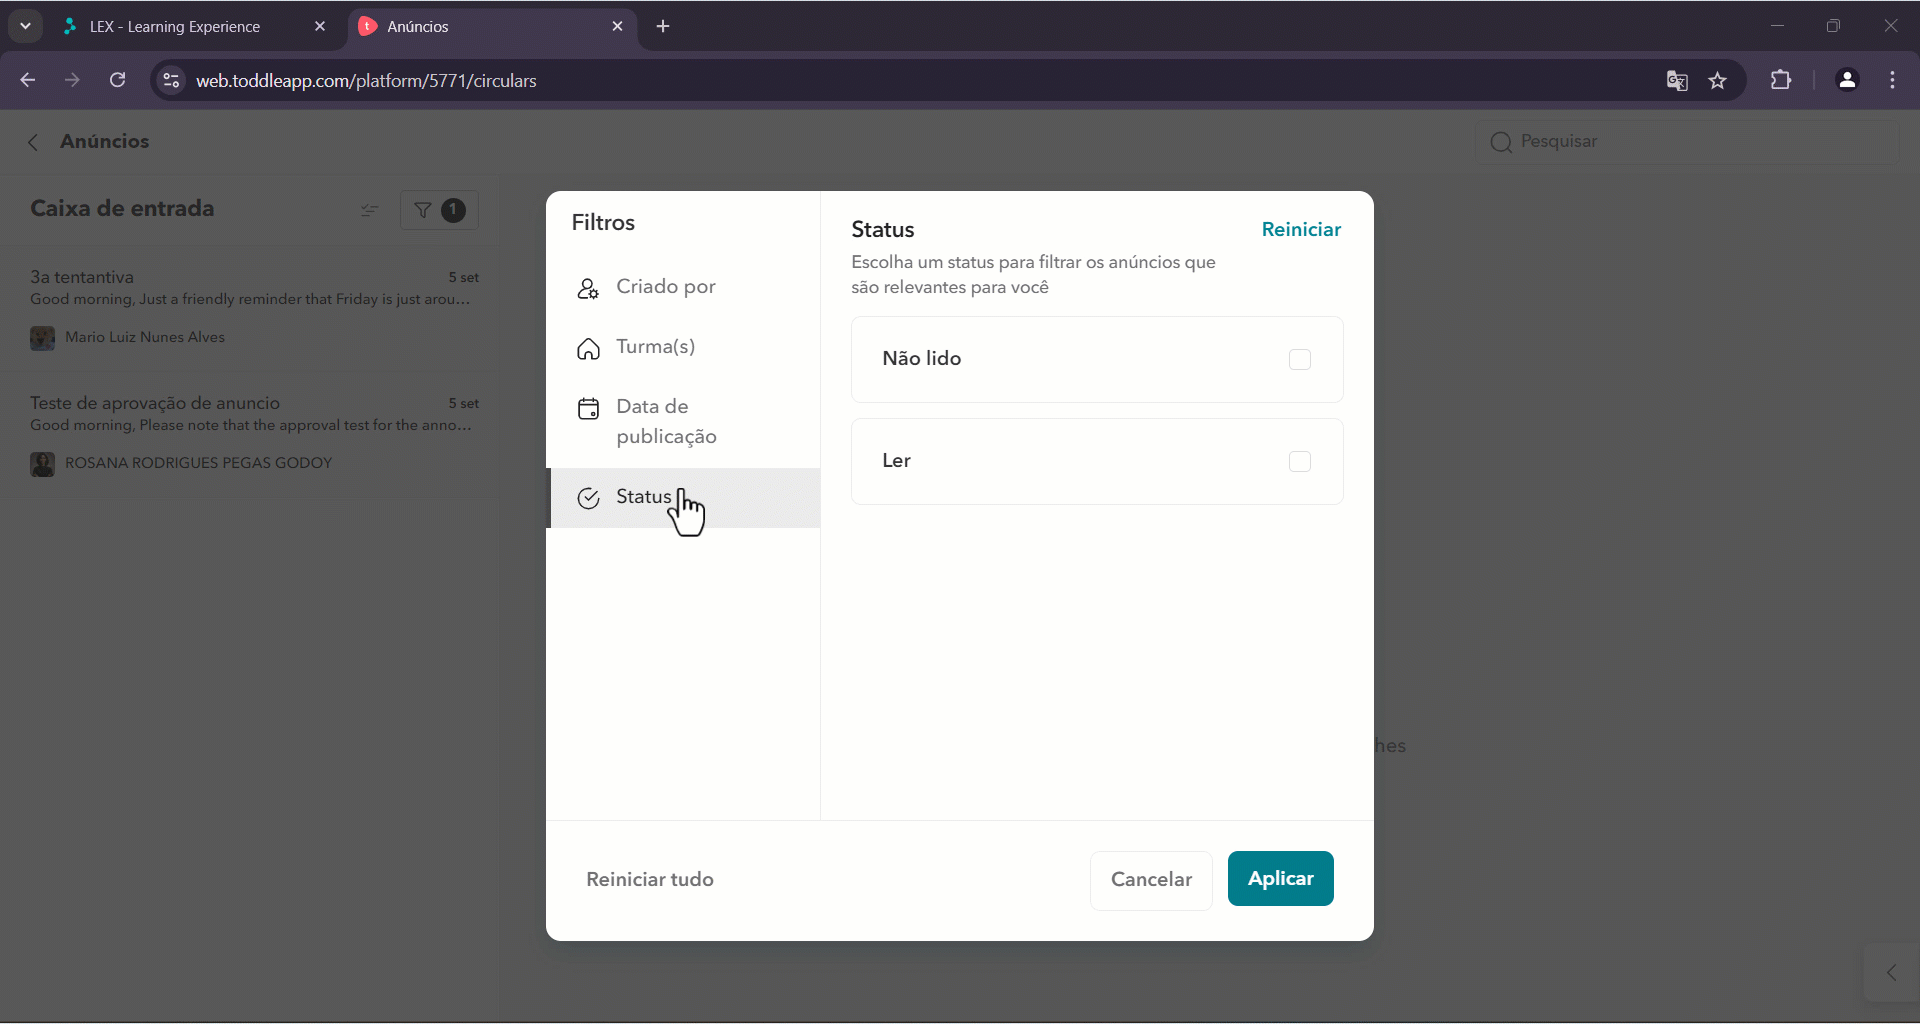 LEX - Learning Experience
Anúncios
web.toddleapp.com/platform/5771/circulars
Anúncios
Pesquisar
Caixa de entrada
1
3a tentantiva
5 set
Good morning, Just a friendly reminder that Friday is just arou...
Mario Luiz Nunes Alves
Teste de aprovação de anuncio
5 set
Good morning, Please note that the approval test for the anno...
ROSANA RODRIGUES PEGAS GODOY
Filtros
Criado por
Turma(s)
Data de
publicação
Status
Status
Reiniciar
Escolha um status para filtrar os anúncios que
são relevantes para você
Não lido
Ler
hes
Reiniciar tudo
Cancelar
Aplicar